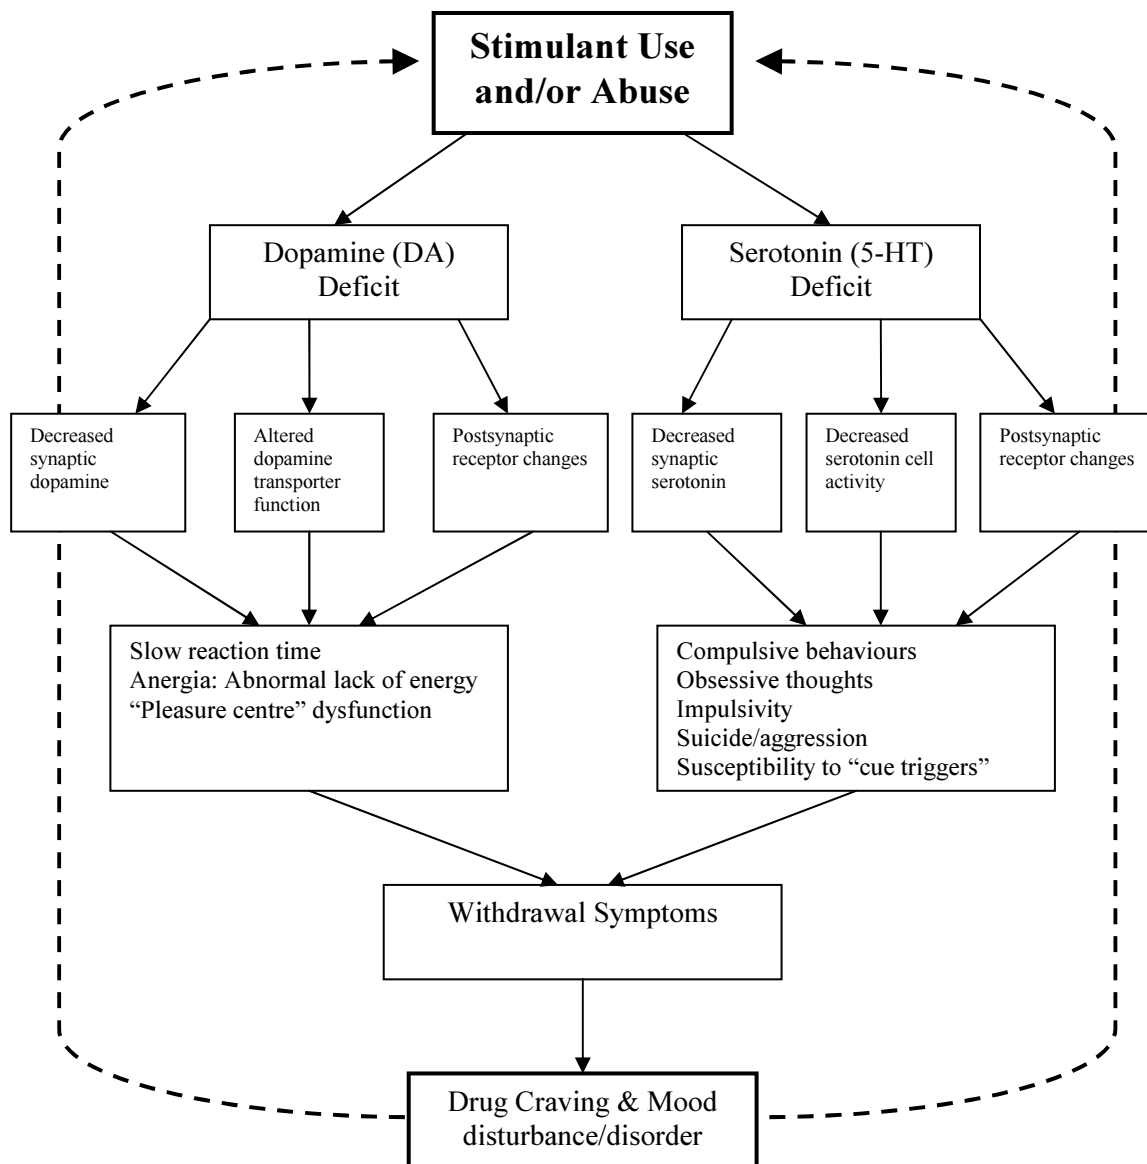 Stimulant Use
and/or Abuse
Dopamine (DA)
Deficit
Serotonin (5-HT)
Deficit
Decreased
synaptic
dopamine
Altered
dopamine
transporter
function
Postsynaptic
receptor changes
Decreased
synaptic
serotonin
Decreased
serotonin cell
activity
Postsynaptic
receptor changes
Slow reaction time
Anergia: Abnormal lack of energy
“Pleasure centre” dysfunction
Compulsive behaviours
Obsessive thoughts
Impulsivity
Suicide/aggression
Susceptibility to “cue triggers”
Withdrawal Symptoms
Drug Craving & Mood
disturbance/disorder